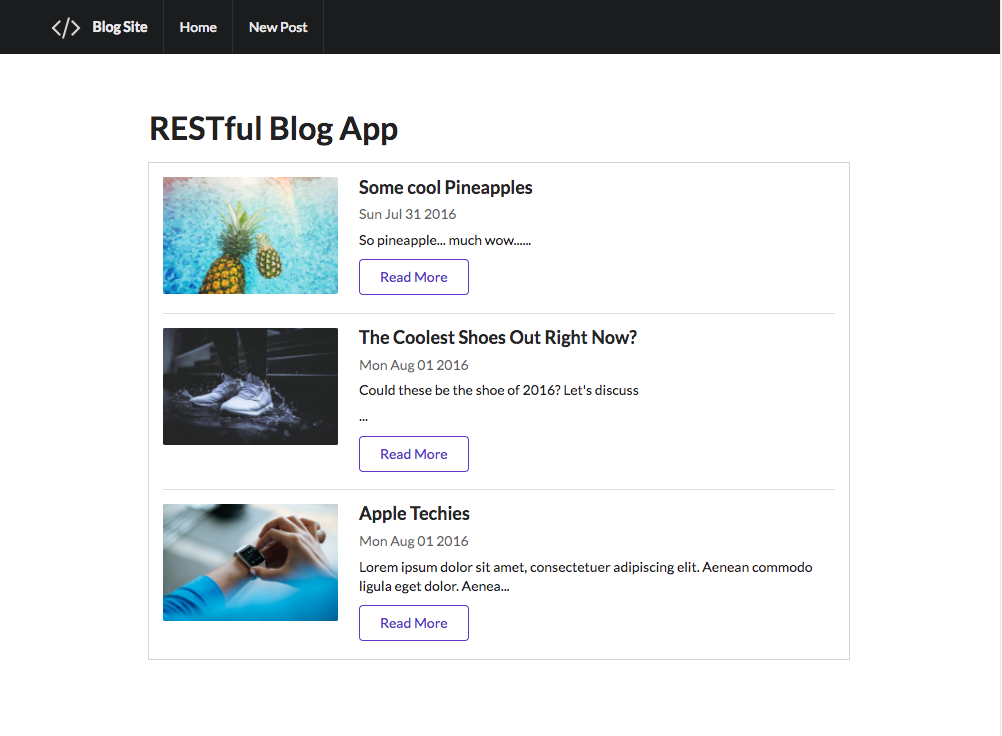 </> Blog Site Home New Post
RESTful Blog App
Some cool Pineapples
Sun Jul 31 2016
So pineapple... much wow......
Read More
The Coolest Shoes Out Right Now?
Mon Aug 01 2016
Could these be the shoe of 2016? Let's discuss
...
Read More
Apple Techies
Mon Aug 01 2016
Lorem ipsum dolor sit amet, consectetuer adipiscing elit. Aenean commodo
ligula eget dolor. Aenea...
Read More